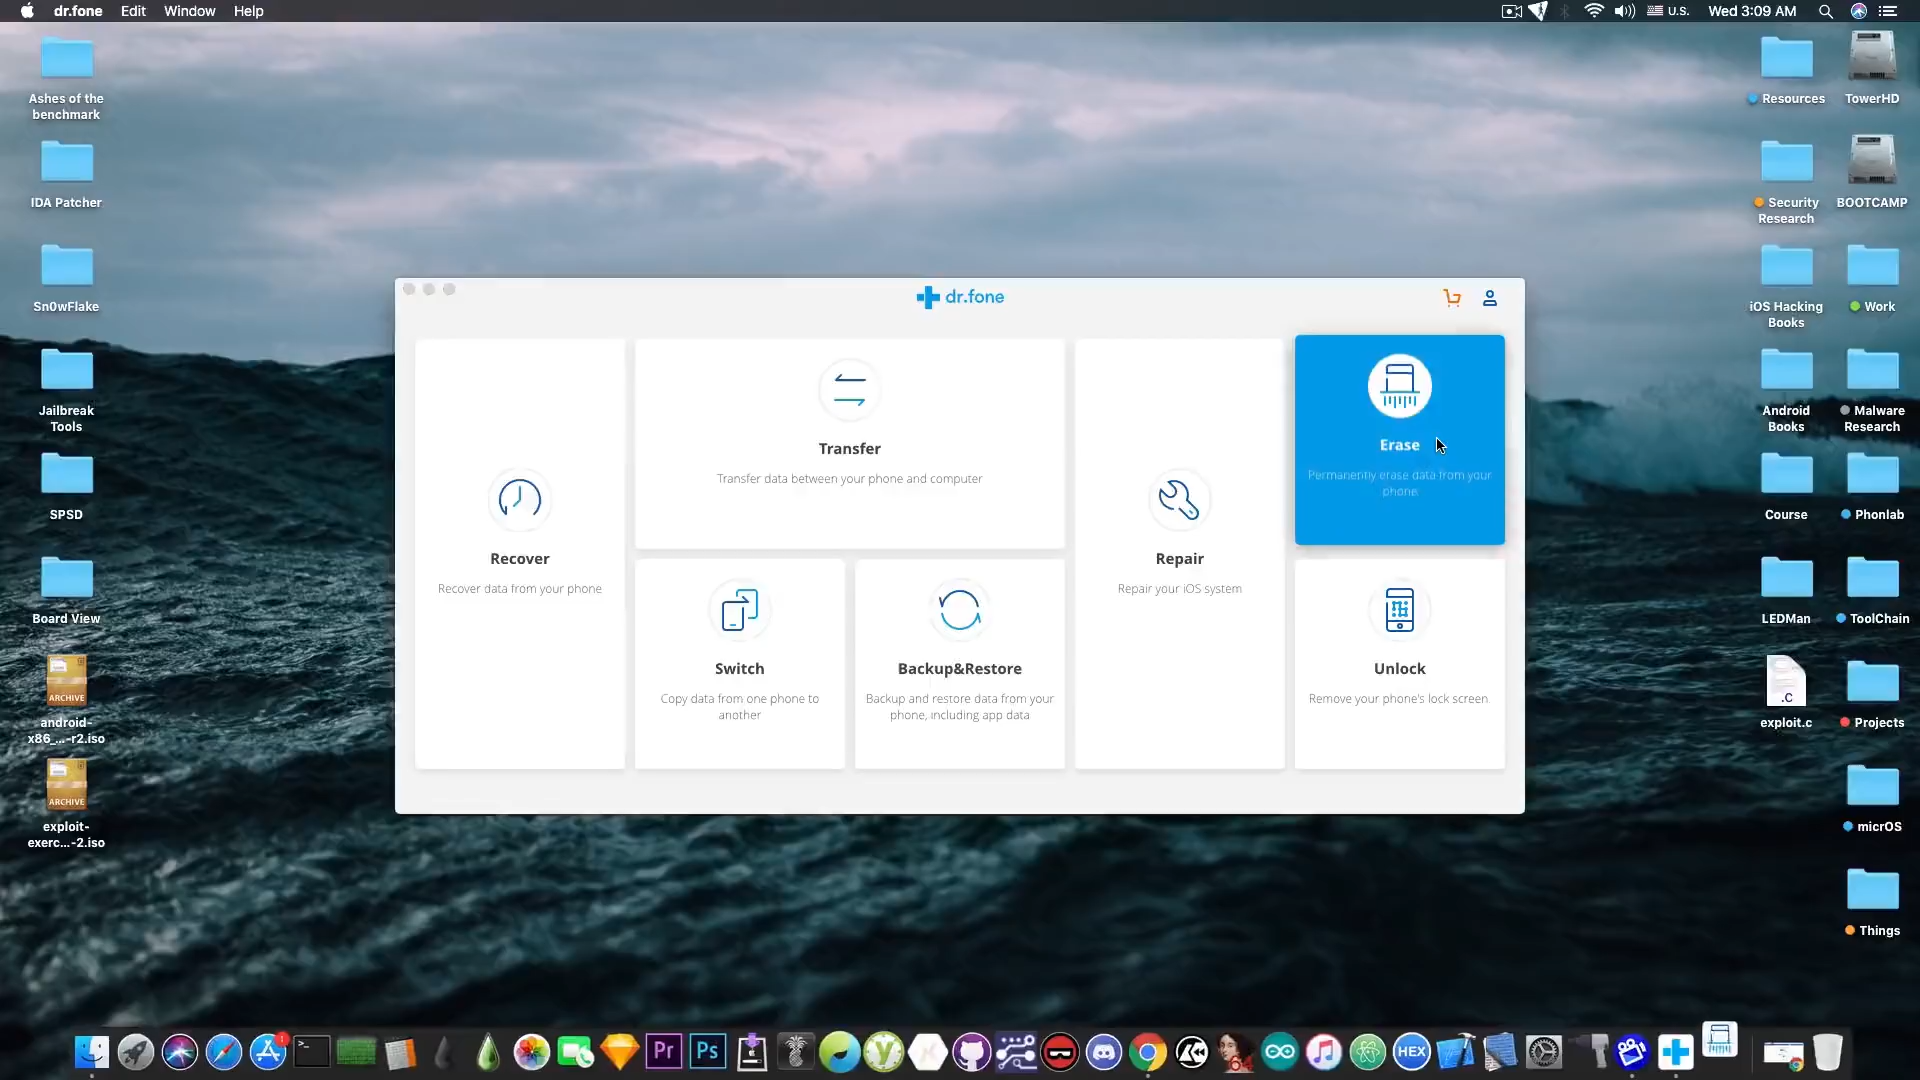 dr.fone Edit Window Help
U.S. Wed 3:09 AM
Ashes of the
benchmark
IDA Patcher
Sn0wFlake
Jailbreak
Tools
SPSD
Board View
ARCHIVE
android-
x86_...-r2.iso
ARCHIVE
exploit-
exerc...-2.iso
dr.fone
Recover
Recover data from your phone
Transfer
Transfer data between your phone and computer
Switch
Copy data from one phone to
another
Backup&Restore
Backup and restore data from your
phone, including app data
Repair
Repair your iOS system
Erase
Permanently erase data from your
phone.
Unlock
Remove your phone's lock screen
Resources
TowerHD
Security
Research
BOOTCAMP
iOS Hacking
Books
Work
Android
Books
Malware
Research
Course
Phonlab
LEDMan
ToolChain
.C
exploit.c
Projects
micrOS
Things
1
>_
Pr
Ps
64
HEX